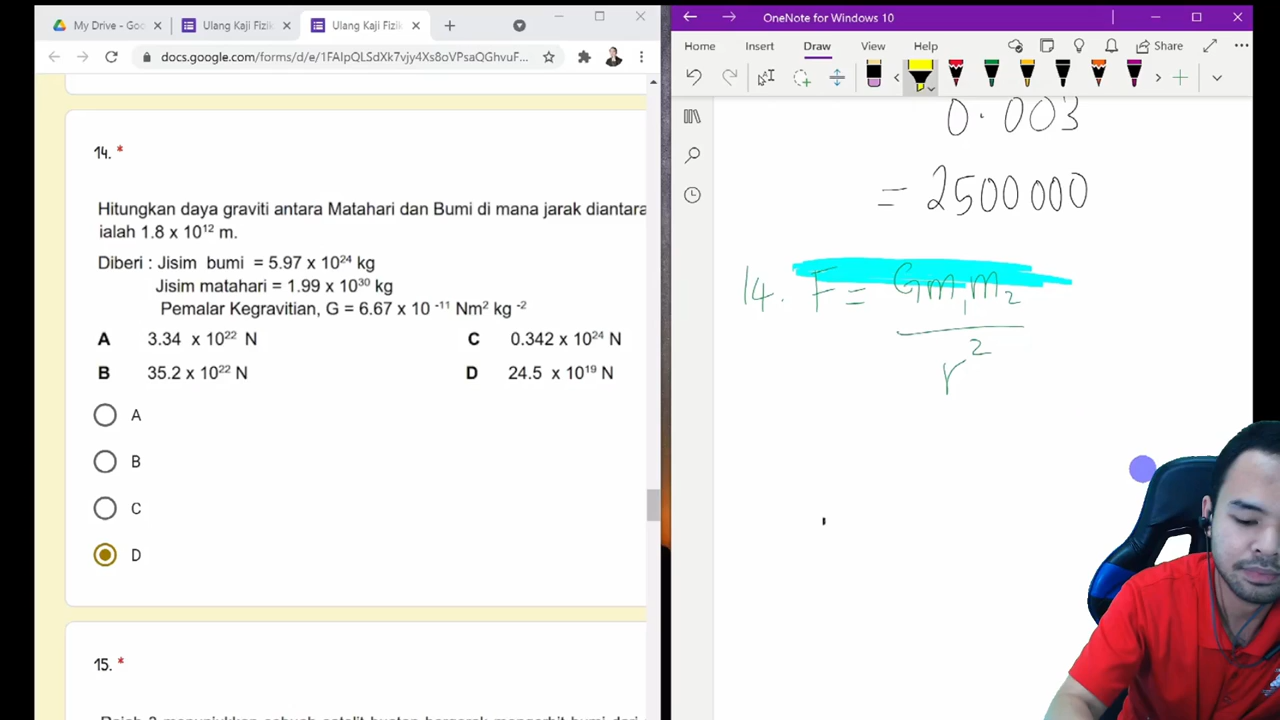 My Drive - Goo
Ulang Kaji Fizik
Ulang Kaji Fizik
docs.google.com/forms/d/e/1FAIpQLSdXk7vjy4Xs8oVPsaQGhvuF...
14. *
Hitungkan daya graviti antara Matahari dan Bumi di mana jarak diantara
ialah 1.8 x 10¹² m.
Diberi : Jisim bumi = 5.97 x 10²⁴ kg
Jisim matahari = 1.99 x 10³⁰ kg
Pemalar Kegravitian, G = 6.67 x 10 ⁻¹¹ Nm² kg ⁻²
A 3.34 x 10²² N C 0.342 x 10²⁴ N
B 35.2 x 10²² N D 24.5 x 10¹⁹ N
A
B
C
D
15. *
OneNote for Windows 10
Home Insert Draw View Help Share
0.003
= 2500000
14. F = Gm₁m₂
r²